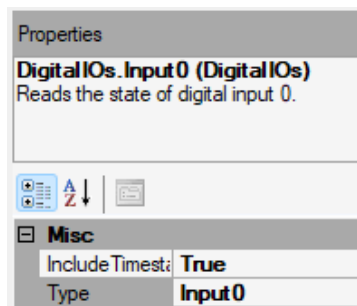 Properties
DigitalIOs.Input0 (DigitalIOs)
Reads the state of digital input 0.
Misc
IncludeTimesta True
Type Input0